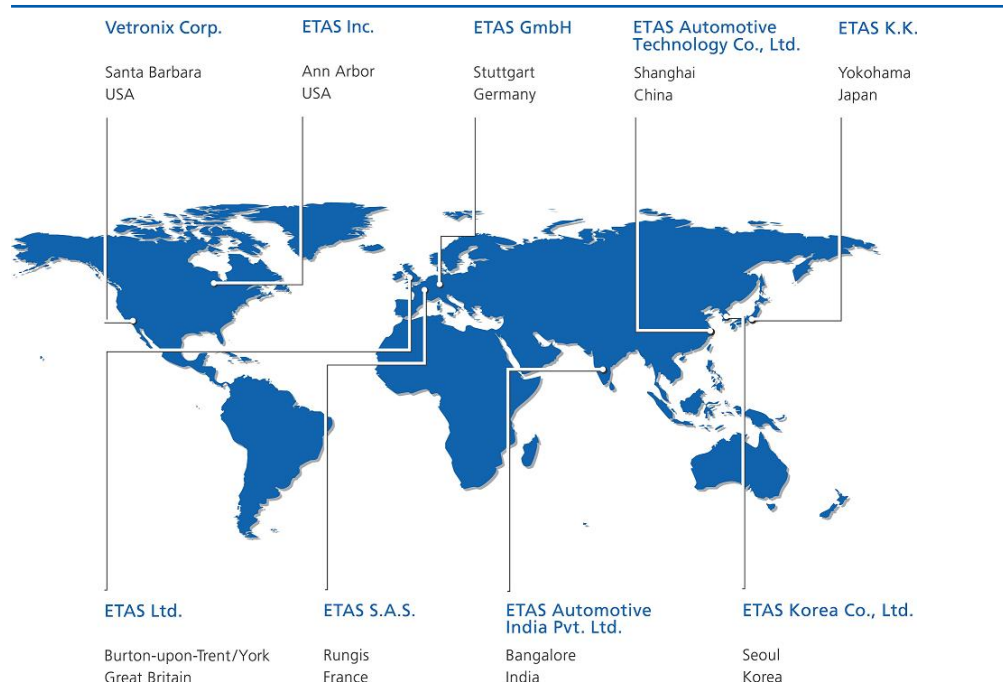 Vetronix Corp.
Santa Barbara
USA
ETAS Inc.
Ann Arbor
USA
ETAS GmbH
Stuttgart
Germany
ETAS Automotive
Technology Co., Ltd.
Shanghai
China
ETAS K.K.
Yokohama
Japan
ETAS Ltd.
Burton-upon-Trent/York
Great Britain
ETAS S.A.S.
Rungis
France
ETAS Automotive
India Pvt. Ltd.
Bangalore
India
ETAS Korea Co., Ltd.
Seoul
Korea